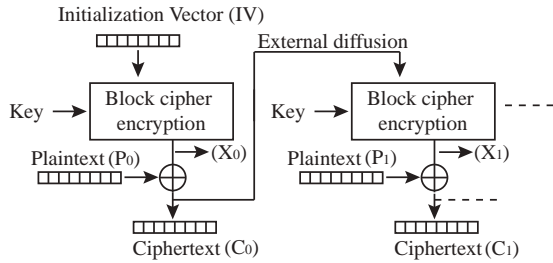 Initialization Vector (IV)
External diffusion
Key
Block cipher
encryption
Key
Block cipher
encryption
(X0)
(X1)
Plaintext (P0)
Plaintext (P1)
Ciphertext (C0)
Ciphertext (C1)